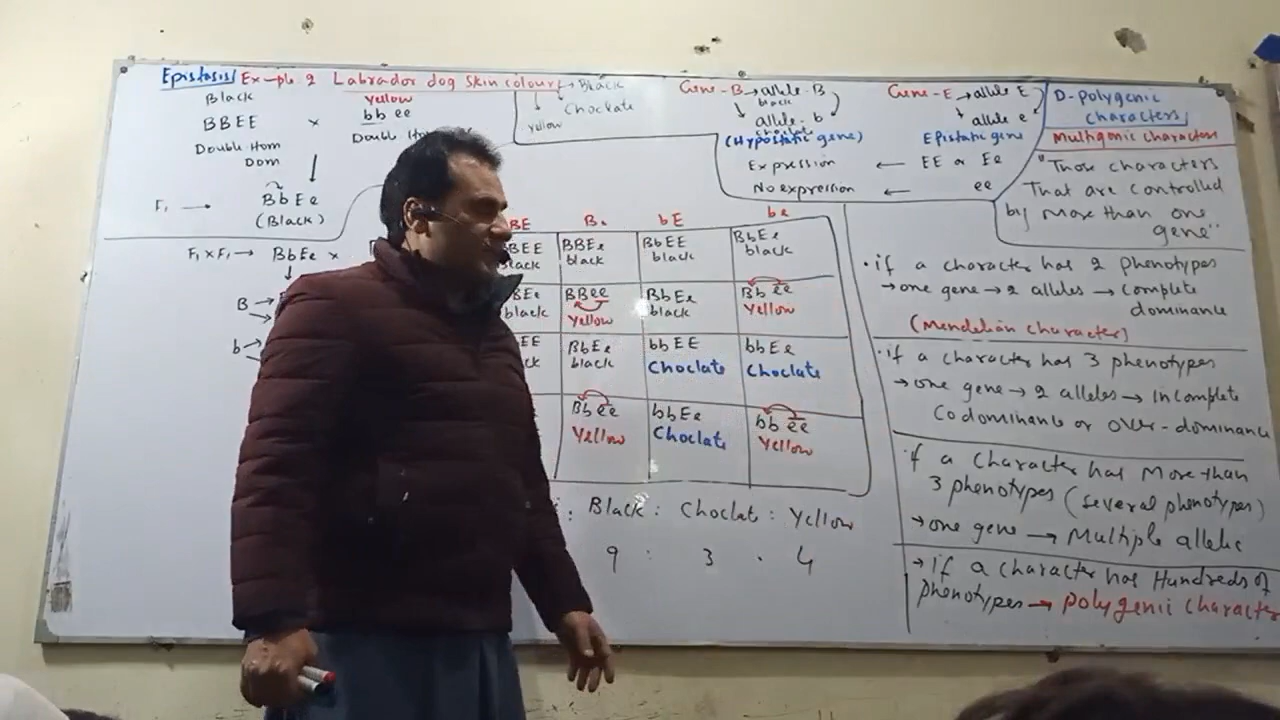 Epistasis Ex-ple 2 Labrador dog skin colour → Black
Choclate
yellow
Black
yellow
BBEE × bb ee
Double Hom
Double Ho
Dom
F₁ → BbEe
(Black)
F₁ × F₁ → BbEe ×
B →
b →
Gene-B → allele-B
black
allele-b
choclate
(Hypostatic gene)
Gene-E → allele E
allele e
Epistatic gene
Expression ← EE or Ee
No expression ← ee
BE Be bE be
BBEE BBEe BbEE BbEe
black black black black
BBEe BBee BbEe Bbee
black yellow black yellow
EE BbEe bbEE bbEe
ck black Choclate Choclate
Bbee bbEe bbee
Yellow Choclate Yellow
: Black : Choclat : Yellow
9 : 3 . 4
D-polygenic
characters
Multigenic characters
"Those characters
That are controlled
by more than one
gene"
• if a character has 2 phenotypes
→ one gene → 2 alleles → Complete
dominance
(Mendelian character)
• if a character has 3 phenotypes
→ one gene → 2 alleles → incomplete
Codominance or over-dominance
if a character has More than
3 phenotypes (several phenotypes)
→ one gene → Multiple allelic
→ if a character has Hundreds of
phenotypes → polygenic character